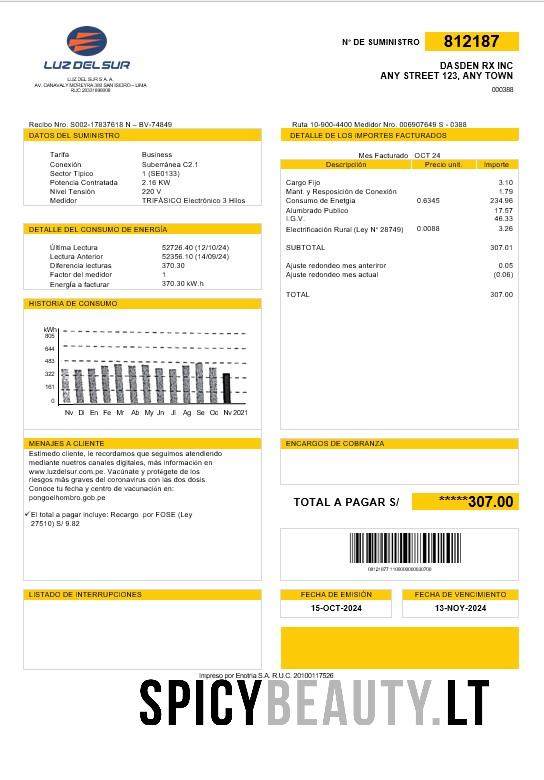 LUZ DEL SUR
LUZ DEL SUR S.A.A.
AV. CANAVALY MOREYRA 380 SAN ISIDRO – LIMA
Nº DE SUMINISTRO 812187
DASDEN RX INC
ANY STREET 123, ANY TOWN
000388
Recibo Nro. S002-17837618 N – BV-74849
DATOS DEL SUMINISTRO
Tarifa Business
Conexión Suberránea C2.1
Sector Típico 1 (SE0133)
Potencia Contratada 2.16 KW
Nivel Tensión 220 V
Medidor TRIFÁSICO Electrónico 3 Hilos
DETALLE DEL CONSUMO DE ENERGÍA
Última Lectura 52726.40 (12/10/24)
Lectura Anterior 52356.10 (14/09/24)
Diferencia lecturas 370.30
Factor del medidor 1
Energía a facturar 370.30 kW.h
HISTORIA DE CONSUMO
kWh
805
644
483
322
161
0
Nv Di En Fe Mr Ab My Jn Jl Ag Se Oc Nv 2021
MENAJES A CLIENTE
Estimedo cliente, le recordamos que seguimos atendiendo
mediante nuetros canales digitales, más información en
www.luzdelsur.com.pe. Vacúnate y protégete de los
riesgos más graves del coronavirus con las dos dosis.
Conoce tu fecha y centro de vacunación en:
pongoelhombro.gob.pe
✓El total a pagar incluye: Recargo por FOSE (Ley
27510) S/ 9.82
LISTADO DE INTERRUPCIONES
Ruta 10-900-4400 Medidor Nro. 006907649 S - 0388
DETALLE DE LOS IMPORTES FACTURADOS
Mes Facturado OCT 24
Descripción Precio unit. Importe
Cargo Fijo 3.10
Mant. y Resposición de Conexión 1.79
Consumo de Enetgía 0.6345 234.96
Alumbrado Publico 17.57
I.G.V. 46.33
Electrificación Rural (Ley N° 28749) 0.0088 3.26
SUBTOTAL 307.01
Ajuste redondeo mes anteriror 0.05
Ajuste redondeo mes actual (0.06)
TOTAL 307.00
ENCARGOS DE COBRANZA
TOTAL A PAGAR S/ *****307.00
FECHA DE EMISIÓN
15-OCT-2024
FECHA DE VENCIMIENTO
13-NOY-2024
Impreso por Enotria S.A. R.U.C. 20100117526
SPICYBEAUTY.LT